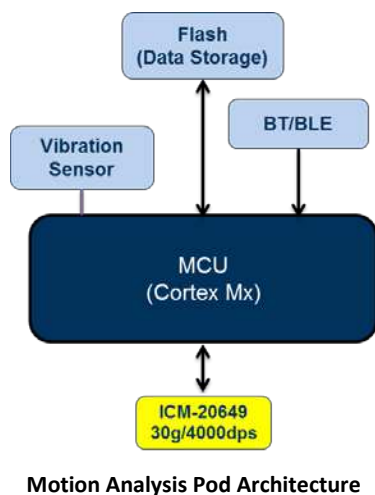 Flash
(Data Storage)
BT/BLE
Vibration
Sensor
MCU
(Cortex Mx)
ICM-20649
30g/4000dps
Motion Analysis Pod Architecture